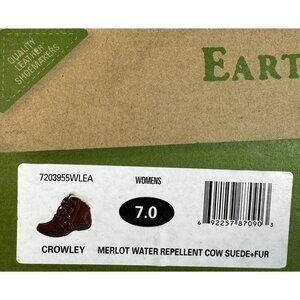 QUALITY
LEATHER
SHOEMAKERS
EART
7203955WLEA
WOMENS
7.0
6 92257 87090 3
CROWLEY
MERLOT WATER REPELLENT COW SUEDE+FUR